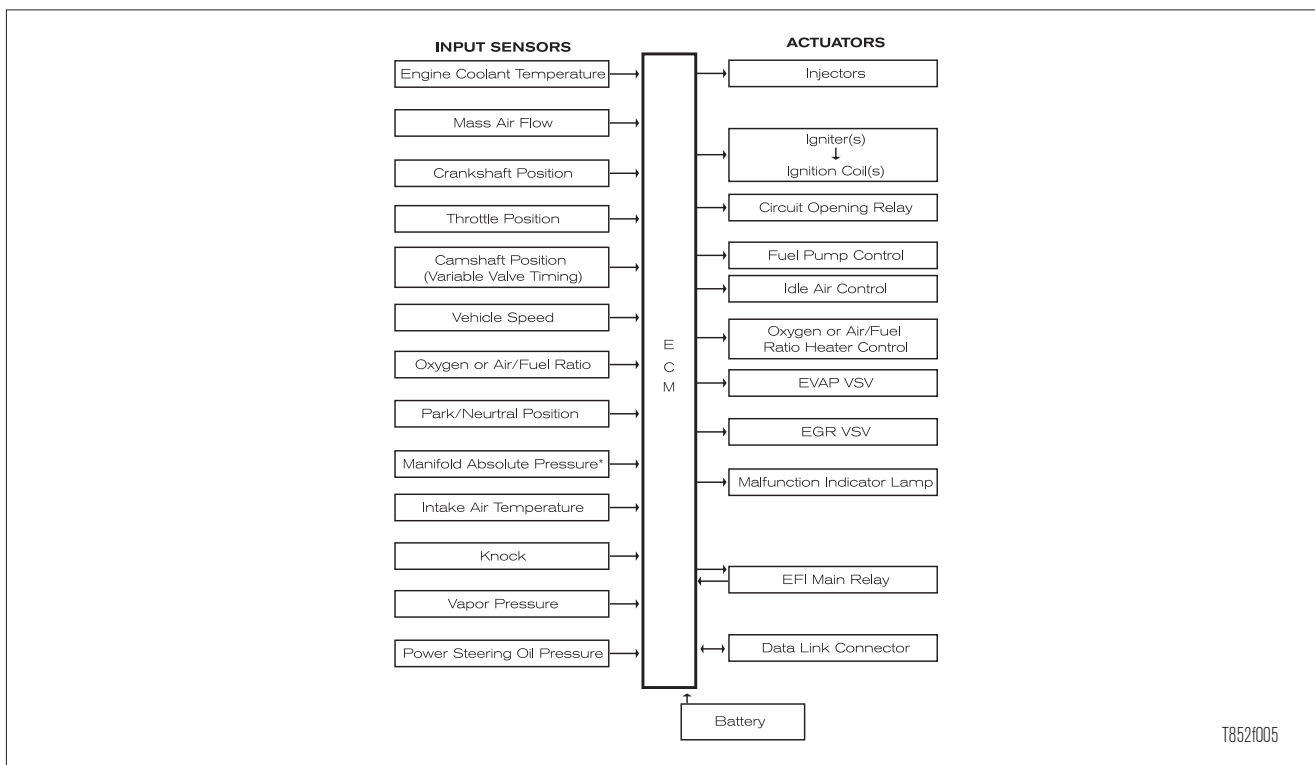 INPUT SENSORS
Engine Coolant Temperature
Mass Air Flow
Crankshaft Position
Throttle Position
Camshaft Position
(Variable Valve Timing)
Vehicle Speed
Oxygen or Air/Fuel Ratio
Park/Neurtral Position
Manifold Absolute Pressure*
Intake Air Temperature
Knock
Vapor Pressure
Power Steering Oil Pressure
E
C
M
ACTUATORS
Injectors
Igniter(s)
Ignition Coil(s)
Circuit Opening Relay
Fuel Pump Control
Idle Air Control
Oxygen or Air/Fuel
Ratio Heater Control
EVAP VSV
EGR VSV
Malfunction Indicator Lamp
EFI Main Relay
Data Link Connector
Battery
T852f005